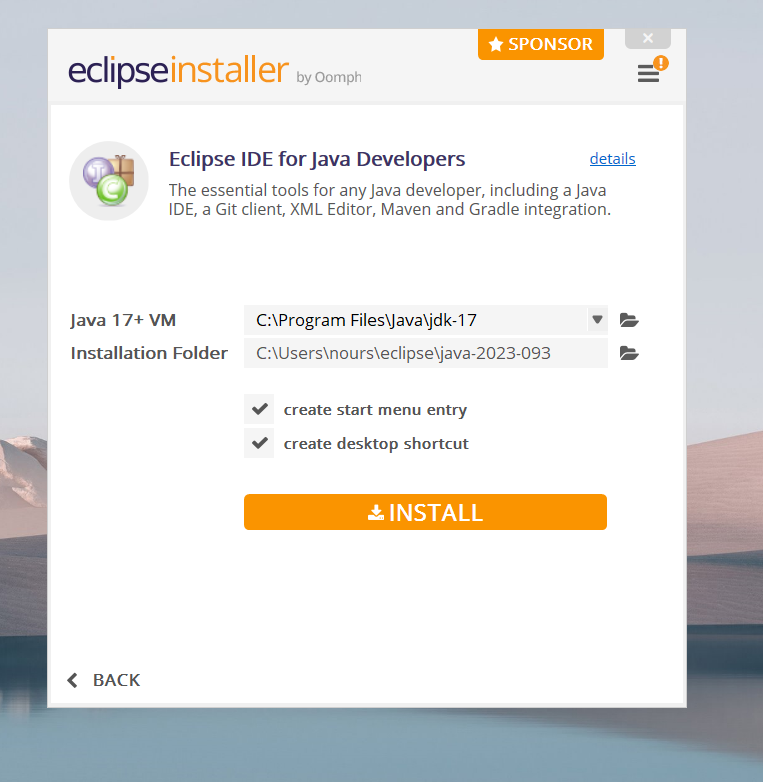 SPONSOR
eclipseinstaller by Oomph
!
Eclipse IDE for Java Developers
details
The essential tools for any Java developer, including a Java
IDE, a Git client, XML Editor, Maven and Gradle integration.
Java 17+ VM
C:\Program Files\Java\jdk-17
Installation Folder
C:\Users\nours\eclipse\java-2023-093
create start menu entry
create desktop shortcut
INSTALL
BACK